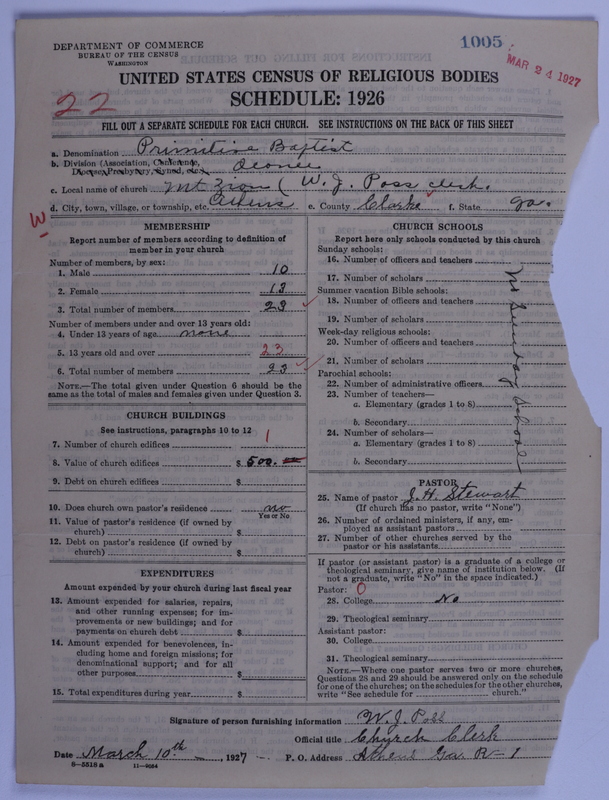 DEPARTMENT OF COMMERCE
BUREAU OF THE CENSUS
WASHINGTON
1005
MAR 24 1927
UNITED STATES CENSUS OF RELIGIOUS BODIES
SCHEDULE: 1926
22
FILL OUT A SEPARATE SCHEDULE FOR EACH CHURCH. SEE INSTRUCTIONS ON THE BACK OF THIS SHEET
a. Denomination Primitive Baptist
b. Division (Association, Conference, Oconee
Diocese, Presbytery, Synod, etc.)
c. Local name of church Mt Zion ( W. J. Poss clerk.
d. City, town, village, or township, etc. Athens e. County Clarke f. State Ga.
W
MEMBERSHIP
Report number of members according to definition of member in your church
Number of members, by sex:
1. Male 10
2. Female 13
3. Total number of members 23
Number of members under and over 13 years old:
4. Under 13 years of age none
5. 13 years old and over 23
6. Total number of members 23
NOTE.—The total given under Question 6 should be the
same as the total of males and females given under Question 3.
CHURCH BUILDINGS
See instructions, paragraphs 10 to 12
7. Number of church edifices 1
8. Value of church edifices $ 500.
9. Debt on church edifices $
10. Does church own pastor's residence no
Yes or No
11. Value of pastor's residence (if owned by
church) $
12. Debt on pastor's residence (if owned by
church) $
EXPENDITURES
Amount expended by your church during last fiscal year
13. Amount expended for salaries, repairs,
and other running expenses; for im-
provements or new buildings; and for
payments on church debt $
14. Amount expended for benevolences, in-
cluding home and foreign missions; for
denominational support; and for all
other purposes $
15. Total expenditures during year $
CHURCH SCHOOLS
Report here only schools conducted by this church
Sunday schools:
16. Number of officers and teachers
17. Number of scholars
Summer vacation Bible schools:
18. Number of officers and teachers
19. Number of scholars
Week-day religious schools:
20. Number of officers and teachers
21. Number of scholars
Parochial schools:
22. Number of administrative officers
23. Number of teachers—
a. Elementary (grades 1 to 8)
b. Secondary
24. Number of scholars—
a. Elementary (grades 1 to 8)
b. Secondary
Sunday School
PASTOR
25. Name of pastor J. H. Stewart
(If church has no pastor, write "None")
26. Number of ordained ministers, if any, em-
ployed as assistant pastors
27. Number of other churches served by the
pastor or his assistants
If pastor (or assistant pastor) is a graduate of a college or
theological seminary, give name of institution below. (If
not a graduate, write "No" in the space indicated.)
Pastor: 0
28. College No
29. Theological seminary
Assistant pastor:
30. College
31. Theological seminary
NOTE.—Where one pastor serves two or more churches,
Questions 28 and 29 should be answered only on the schedule
for one of the churches; on the schedules for the other churches,
write "See schedule for church."
Signature of person furnishing information W. J. Poss
Official title Church Clerk
Date March 10th, 1927 P. O. Address Athens Ga. R-1
8-5518 a 11-9084